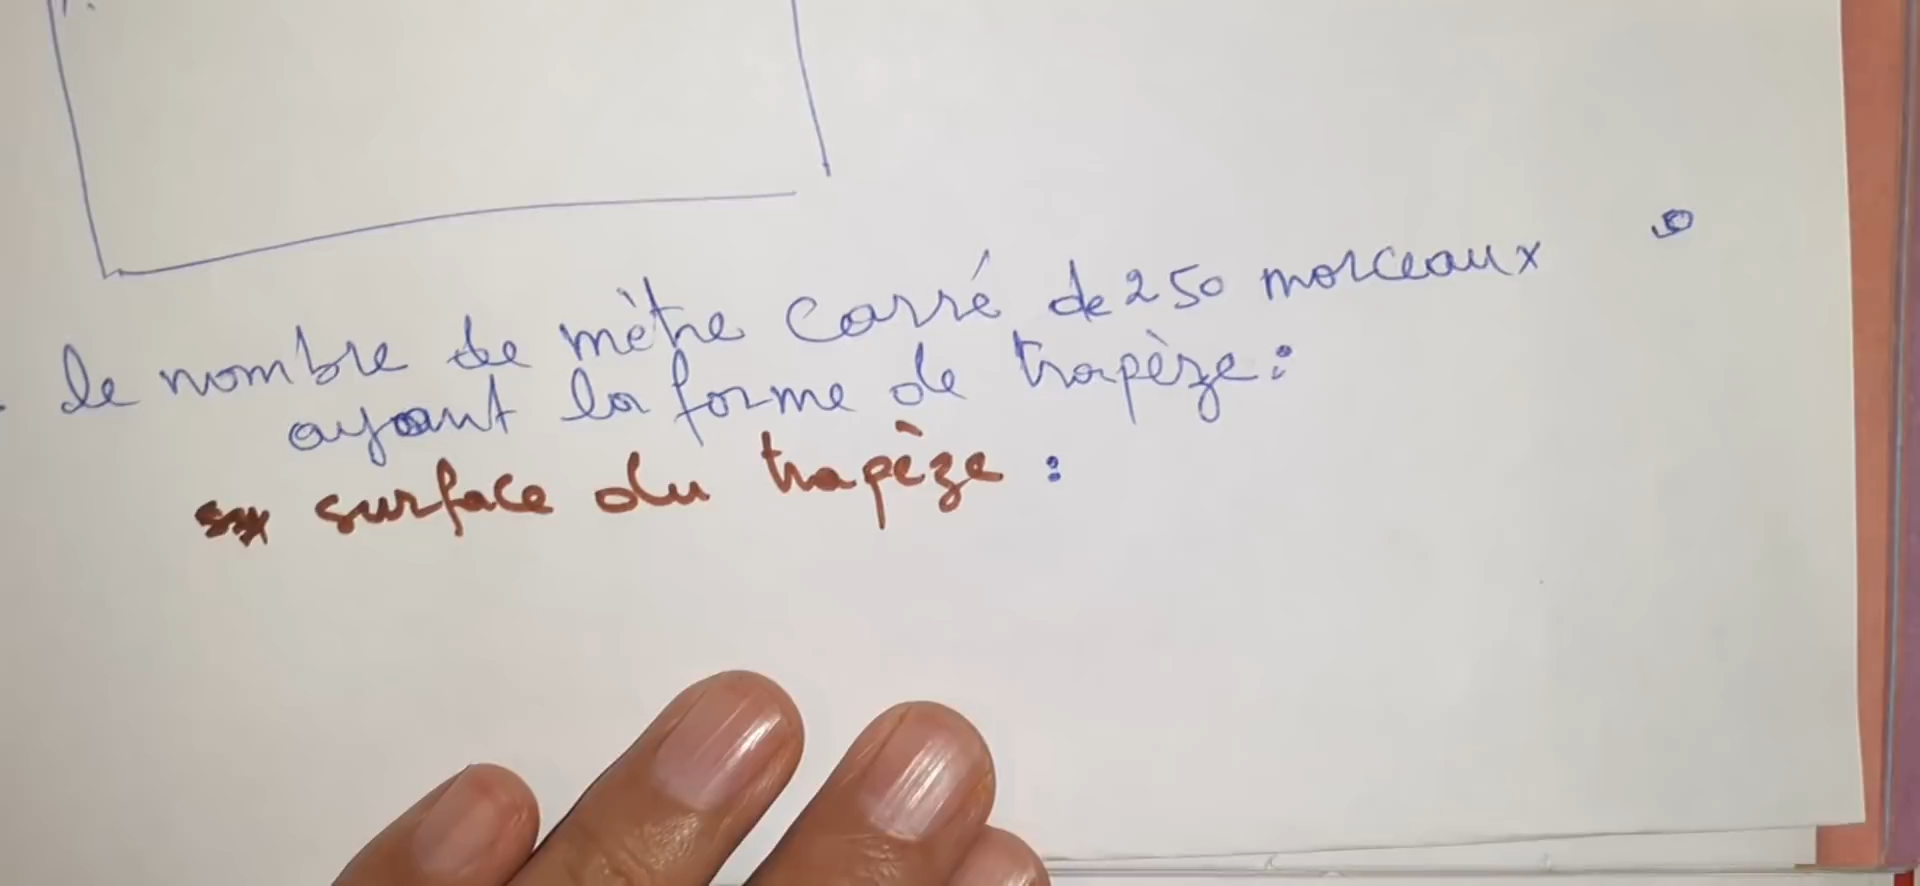 le nombre de mètre carré de 250 morceaux
ayant la forme de trapèze :
surface du trapèze :